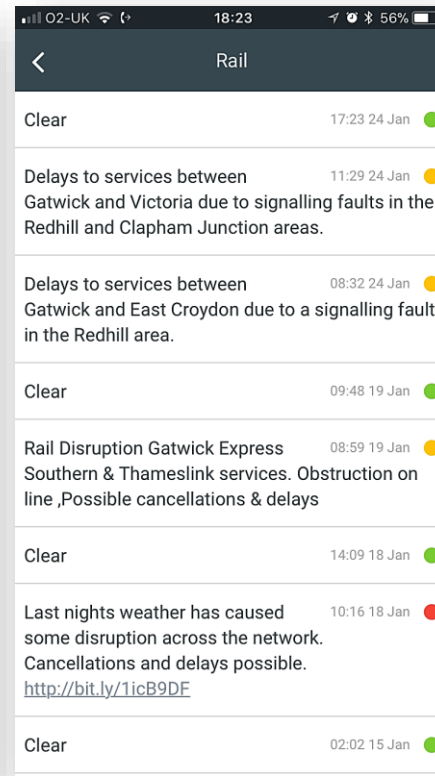 O2-UK 18:23 56%
Rail
Clear 17:23 24 Jan
Delays to services between 11:29 24 Jan
Gatwick and Victoria due to signalling faults in the
Redhill and Clapham Junction areas.
Delays to services between 08:32 24 Jan
Gatwick and East Croydon due to a signalling fault
in the Redhill area.
Clear 09:48 19 Jan
Rail Disruption Gatwick Express 08:59 19 Jan
Southern & Thameslink services. Obstruction on
line ,Possible cancellations & delays
Clear 14:09 18 Jan
Last nights weather has caused 10:16 18 Jan
some disruption across the network.
Cancellations and delays possible.
http://bit.ly/1icB9DF
Clear 02:02 15 Jan